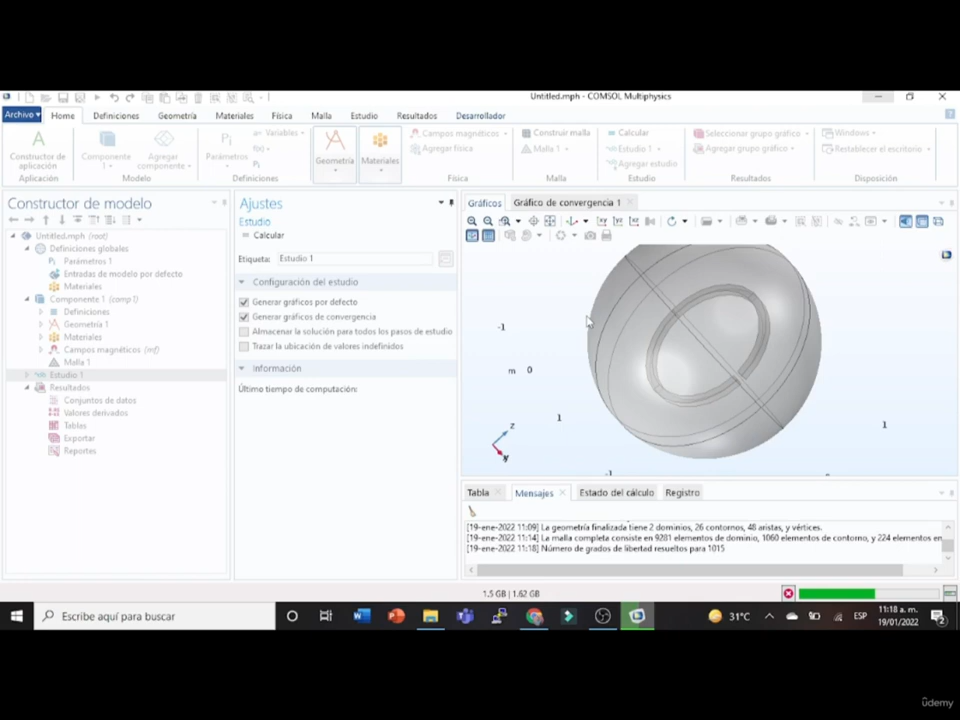 Untitled.mph - COMSOL Multiphysics
Archivo Home Definiciones Geometría Materiales Física Malla Estudio Resultados Desarrollador
Constructor de aplicación
Aplicación
Componente 1
Agregar componente
Modelo
Parámetros
Variables
f(x)
Pi
Definiciones
Geometría
Materiales
Campos magnéticos
Agregar física
Física
Construir malla
Malla 1
Malla
Calcular
Estudio 1
Agregar estudio
Estudio
Seleccionar grupo gráfico
Agregar grupo gráfico
Resultados
Windows
Restablecer el escritorio
Disposición
Constructor de modelo
Untitled.mph (root)
Definiciones globales
Parámetros 1
Entradas de modelo por defecto
Materiales
Componente 1 (comp1)
Definiciones
Geometría 1
Materiales
Campos magnéticos (mf)
Malla 1
Estudio 1
Resultados
Conjuntos de datos
Valores derivados
Tablas
Exportar
Reportes
Ajustes
Estudio
= Calcular
Etiqueta: Estudio 1
Configuración del estudio
Generar gráficos por defecto
Generar gráficos de convergencia
Almacenar la solución para todos los pasos de estudio
Trazar la ubicación de valores indefinidos
Información
Último tiempo de computación:
Gráficos Gráfico de convergencia 1
-1
m 0
1
1
z
y
Tabla Mensajes Estado del cálculo Registro
[19-ene-2022 11:09] La geometría finalizada tiene 2 dominios, 26 contornos, 48 aristas, y vértices.
[19-ene-2022 11:14] La malla completa consiste en 9281 elementos de dominio, 1060 elementos de contorno, y 224 elementos en
[19-ene-2022 11:18] Número de grados de libertad resueltos para 1015
1.5 GB | 1.62 GB
Escribe aquí para buscar
31°C
ESP
11:18 a. m.
19/01/2022
2
ûdemy